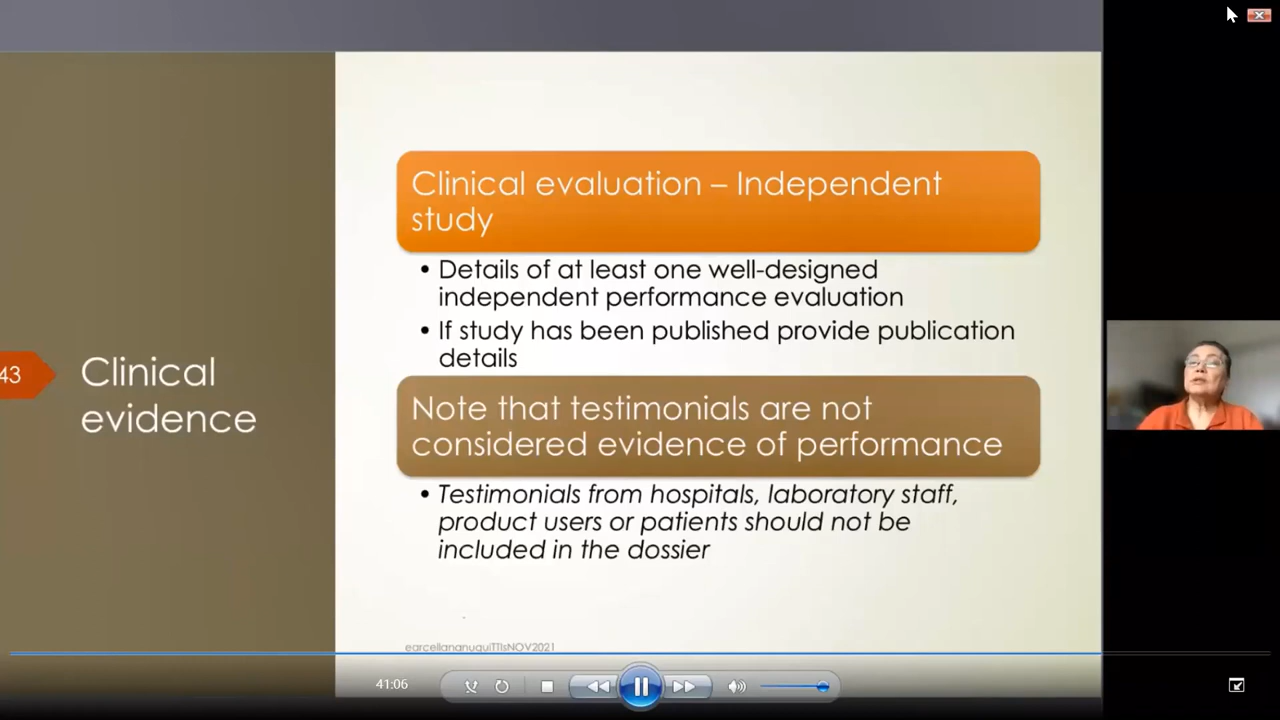 Clinical evaluation – Independent
study
• Details of at least one well-designed
independent performance evaluation
• If study has been published provide publication
details
43
Clinical
evidence
Note that testimonials are not
considered evidence of performance
• Testimonials from hospitals, laboratory staff,
product users or patients should not be
included in the dossier
earcellananuquiTTIsNOV2021
41:06